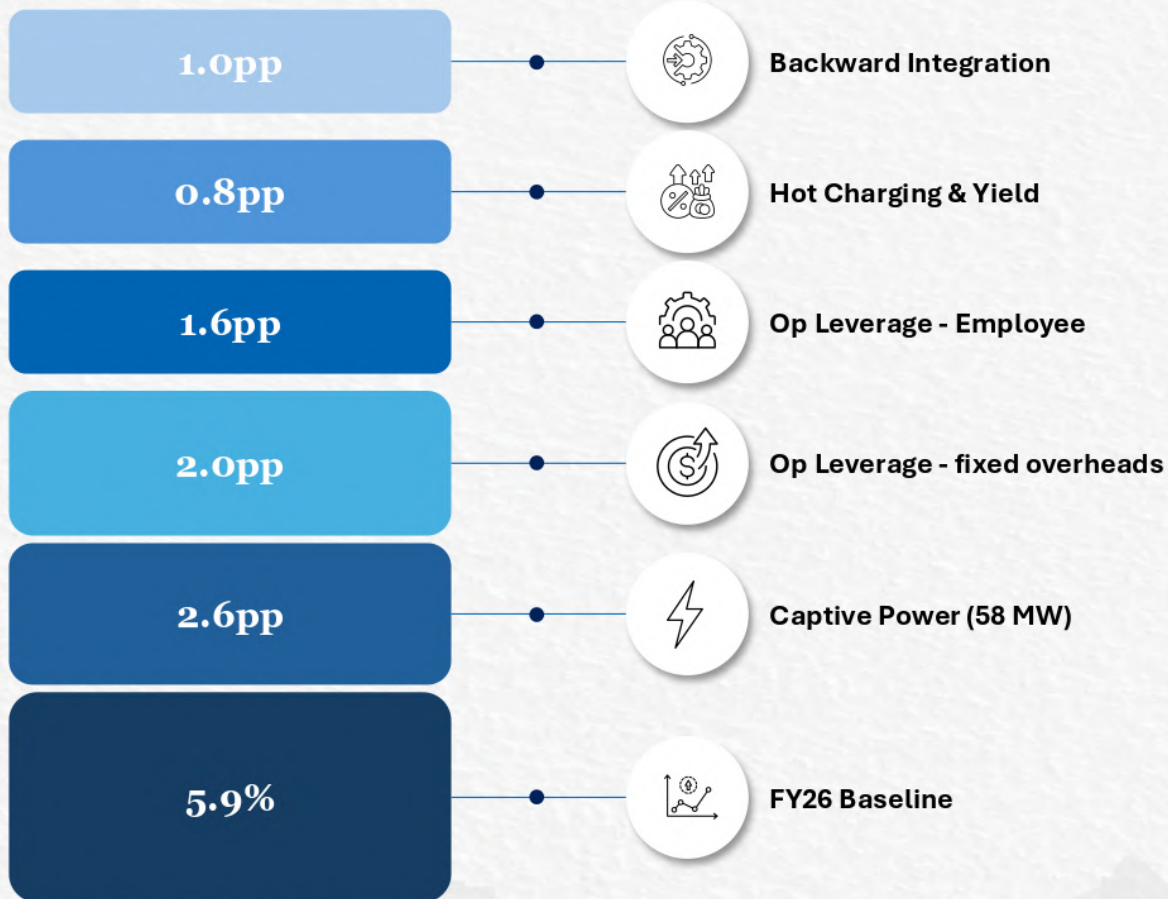 1.0pp
Backward Integration
0.8pp
Hot Charging & Yield
1.6pp
Op Leverage - Employee
2.0pp
Op Leverage - fixed overheads
2.6pp
Captive Power (58 MW)
5.9%
FY26 Baseline